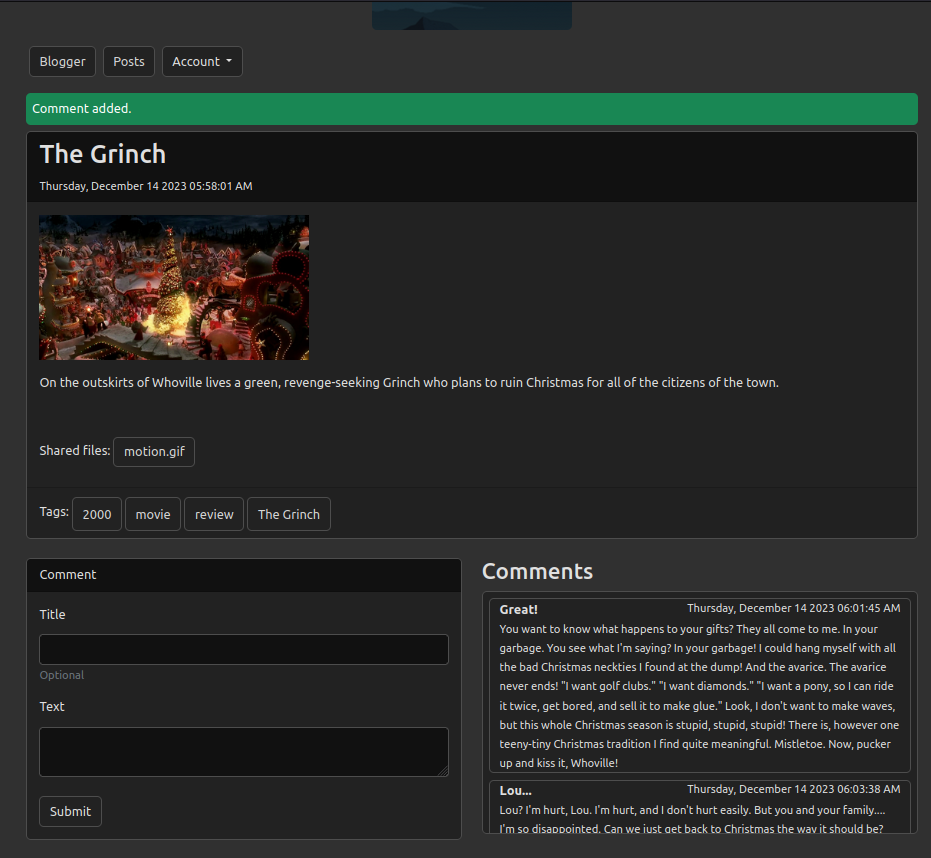 Blogger
Posts
Account
Comment added.
The Grinch
Thursday, December 14 2023 05:58:01 AM
On the outskirts of Whoville lives a green, revenge-seeking Grinch who plans to ruin Christmas for all of the citizens of the town.
Shared files: motion.gif
Tags: 2000 movie review The Grinch
Comment
Title
Optional
Text
Submit
Comments
Great! Thursday, December 14 2023 06:01:45 AM
You want to know what happens to your gifts? They all come to me. In your
garbage. You see what I'm saying? In your garbage! I could hang myself with all
the bad Christmas neckties I found at the dump! And the avarice. The avarice
never ends! "I want golf clubs." "I want diamonds." "I want a pony, so I can ride
it twice, get bored, and sell it to make glue." Look, I don't want to make waves,
but this whole Christmas season is stupid, stupid, stupid! There is, however one
teeny-tiny Christmas tradition I find quite meaningful. Mistletoe. Now, pucker
up and kiss it, Whoville!
Lou... Thursday, December 14 2023 06:03:38 AM
Lou? I'm hurt, Lou. I'm hurt, and I don't hurt easily. But you and your family....
I'm so disappointed. Can we just get back to Christmas the way it should be?